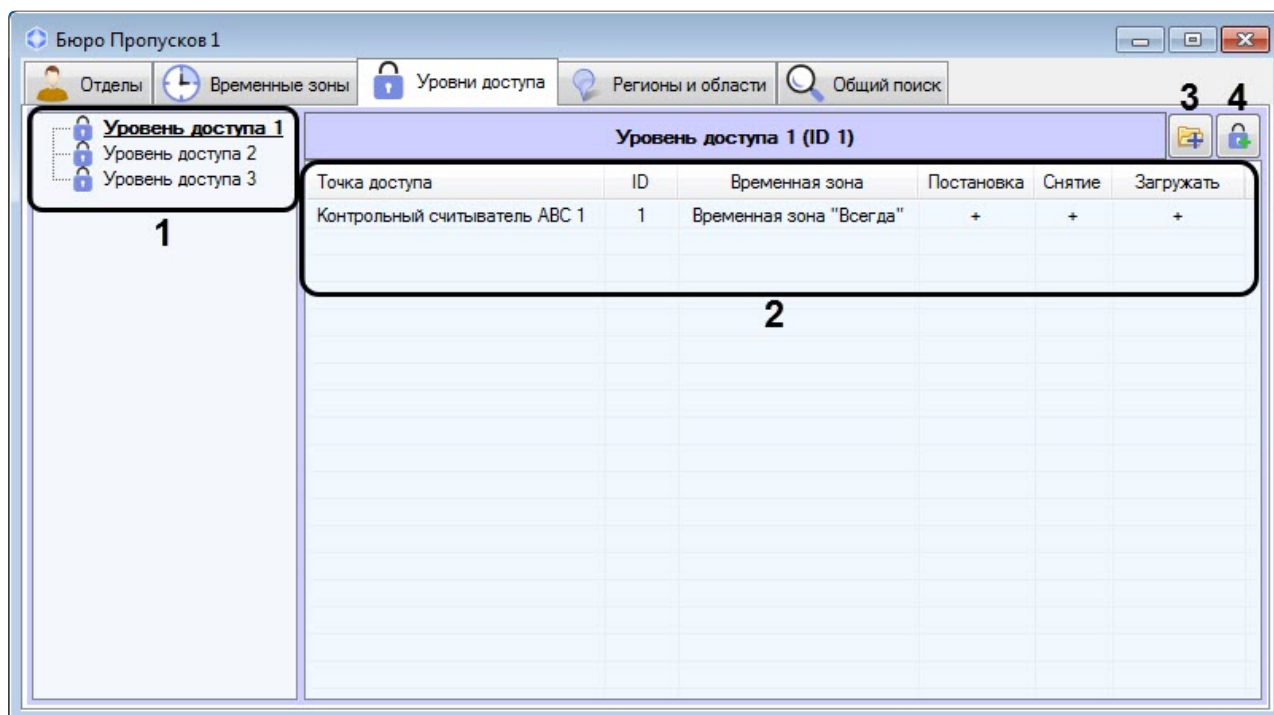 Бюро Пропусков 1
Отделы Временные зоны Уровни доступа Регионы и области Общий поиск
3 4
Уровень доступа 1
Уровень доступа 2
Уровень доступа 3
1
Уровень доступа 1 (ID 1)
Точка доступа ID Временная зона Постановка Снятие Загружать
Контрольный считыватель ABC 1 1 Временная зона "Всегда" + + +
2